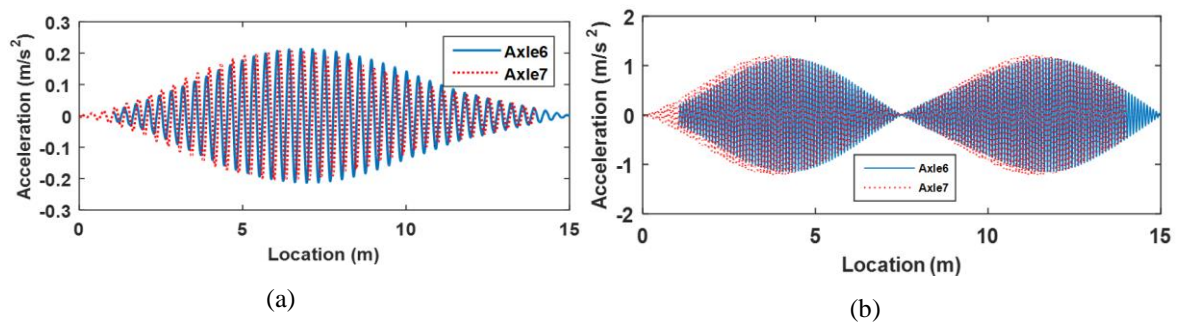 0.3
0.2
0.1
0
-0.1
-0.2
-0.3
Acceleration (m/s²)
Axle6
Axle7
0 5 10 15
Location (m)
(a)
2
1
0
-1
-2
Acceleration (m/s²)
Axle6
Axle7
0 5 10 15
Location (m)
(b)